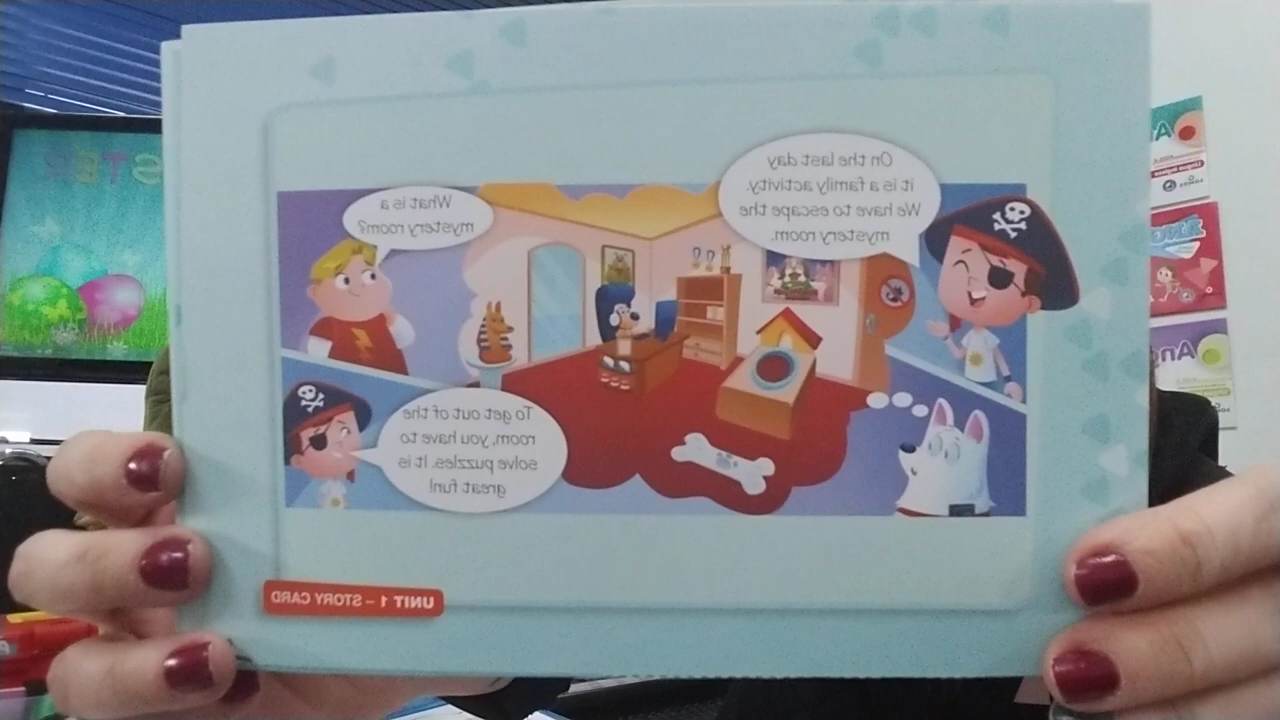 On the last day
it is a family activity.
We have to escape the
mystery room.
What is a
mystery room?
To get out of the
room, you have to
solve puzzles. It is
great fun!
UNIT 1 – STORY CARD
STER